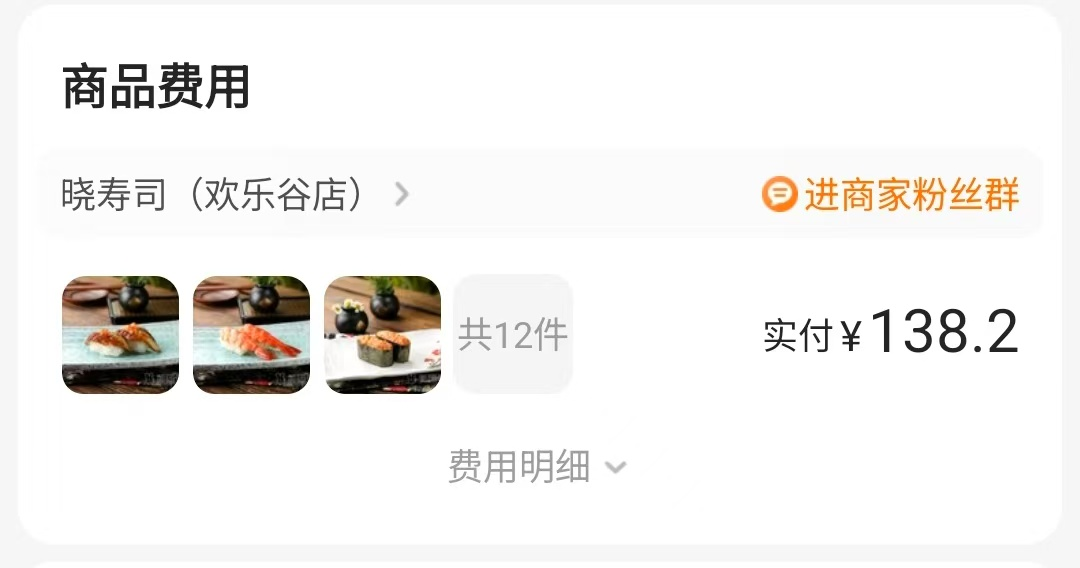 商品费用
晓寿司（欢乐谷店）
进商家粉丝群
共12件
实付¥138.2
费用明细